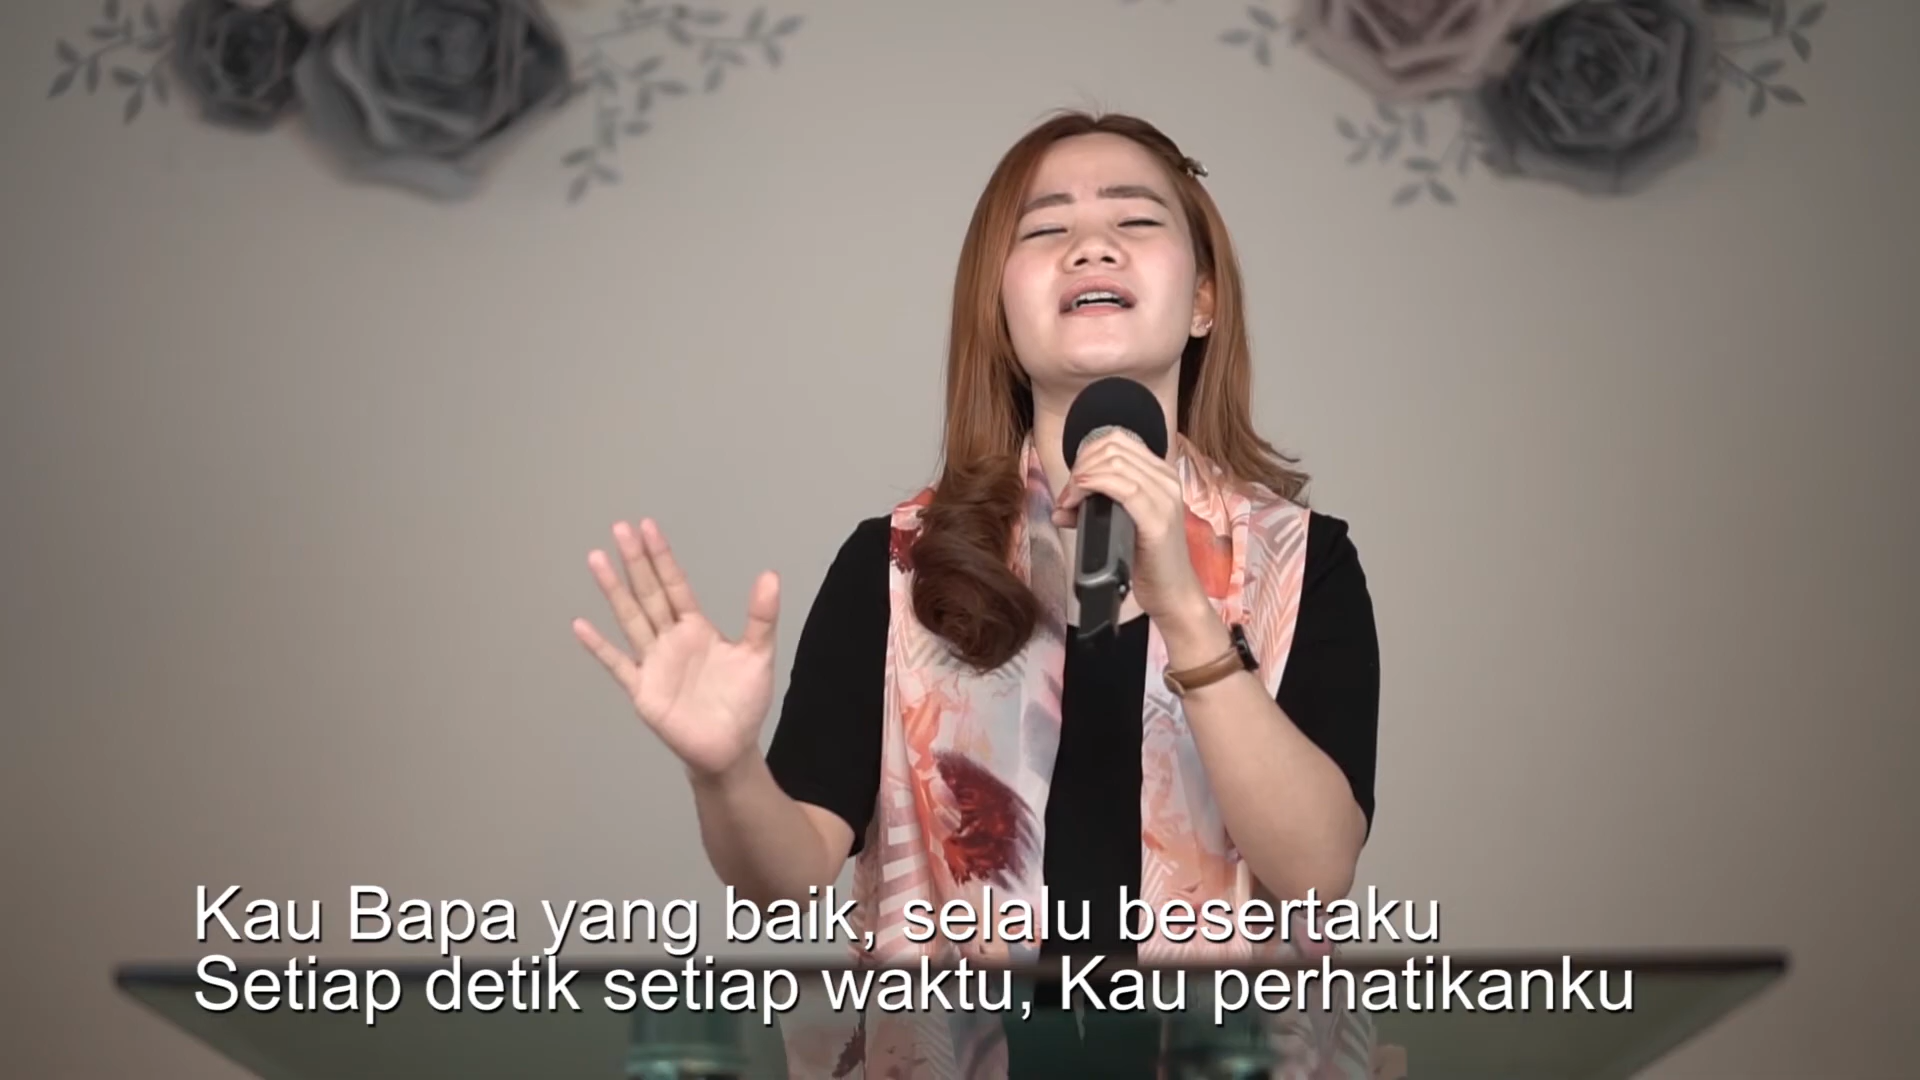 Kau Bapa yang baik, selalu besertaku
Setiap detik setiap waktu, Kau perhatikanku